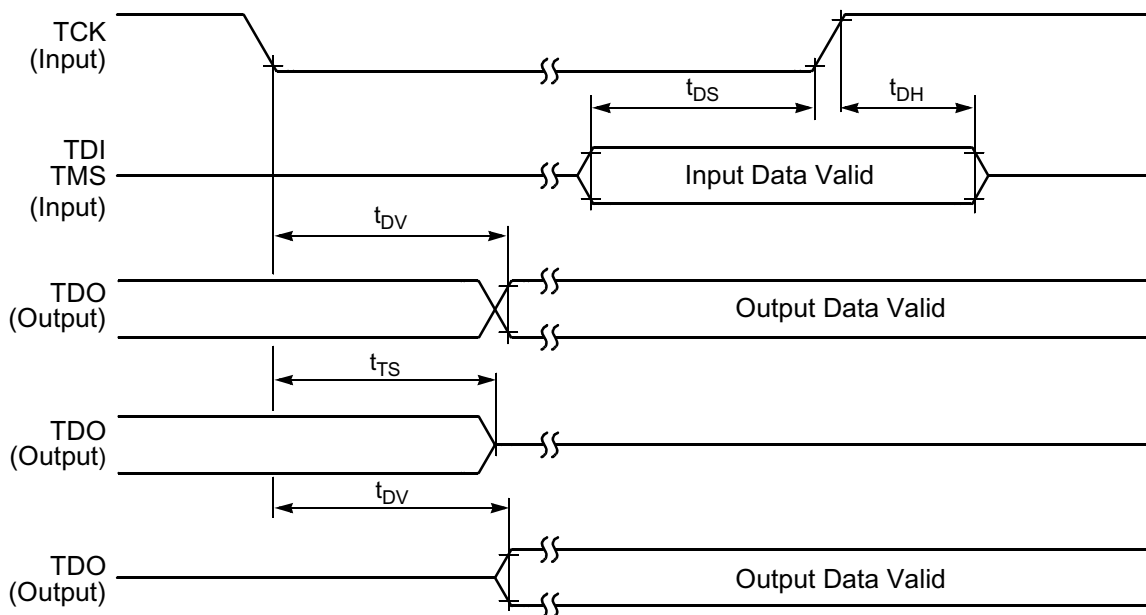 TCK
(Input)
tDS
tDH
TDI
TMS
(Input)
Input Data Valid
tDV
TDO
(Output)
Output Data Valid
tTS
TDO
(Output)
tDV
TDO
(Output)
Output Data Valid